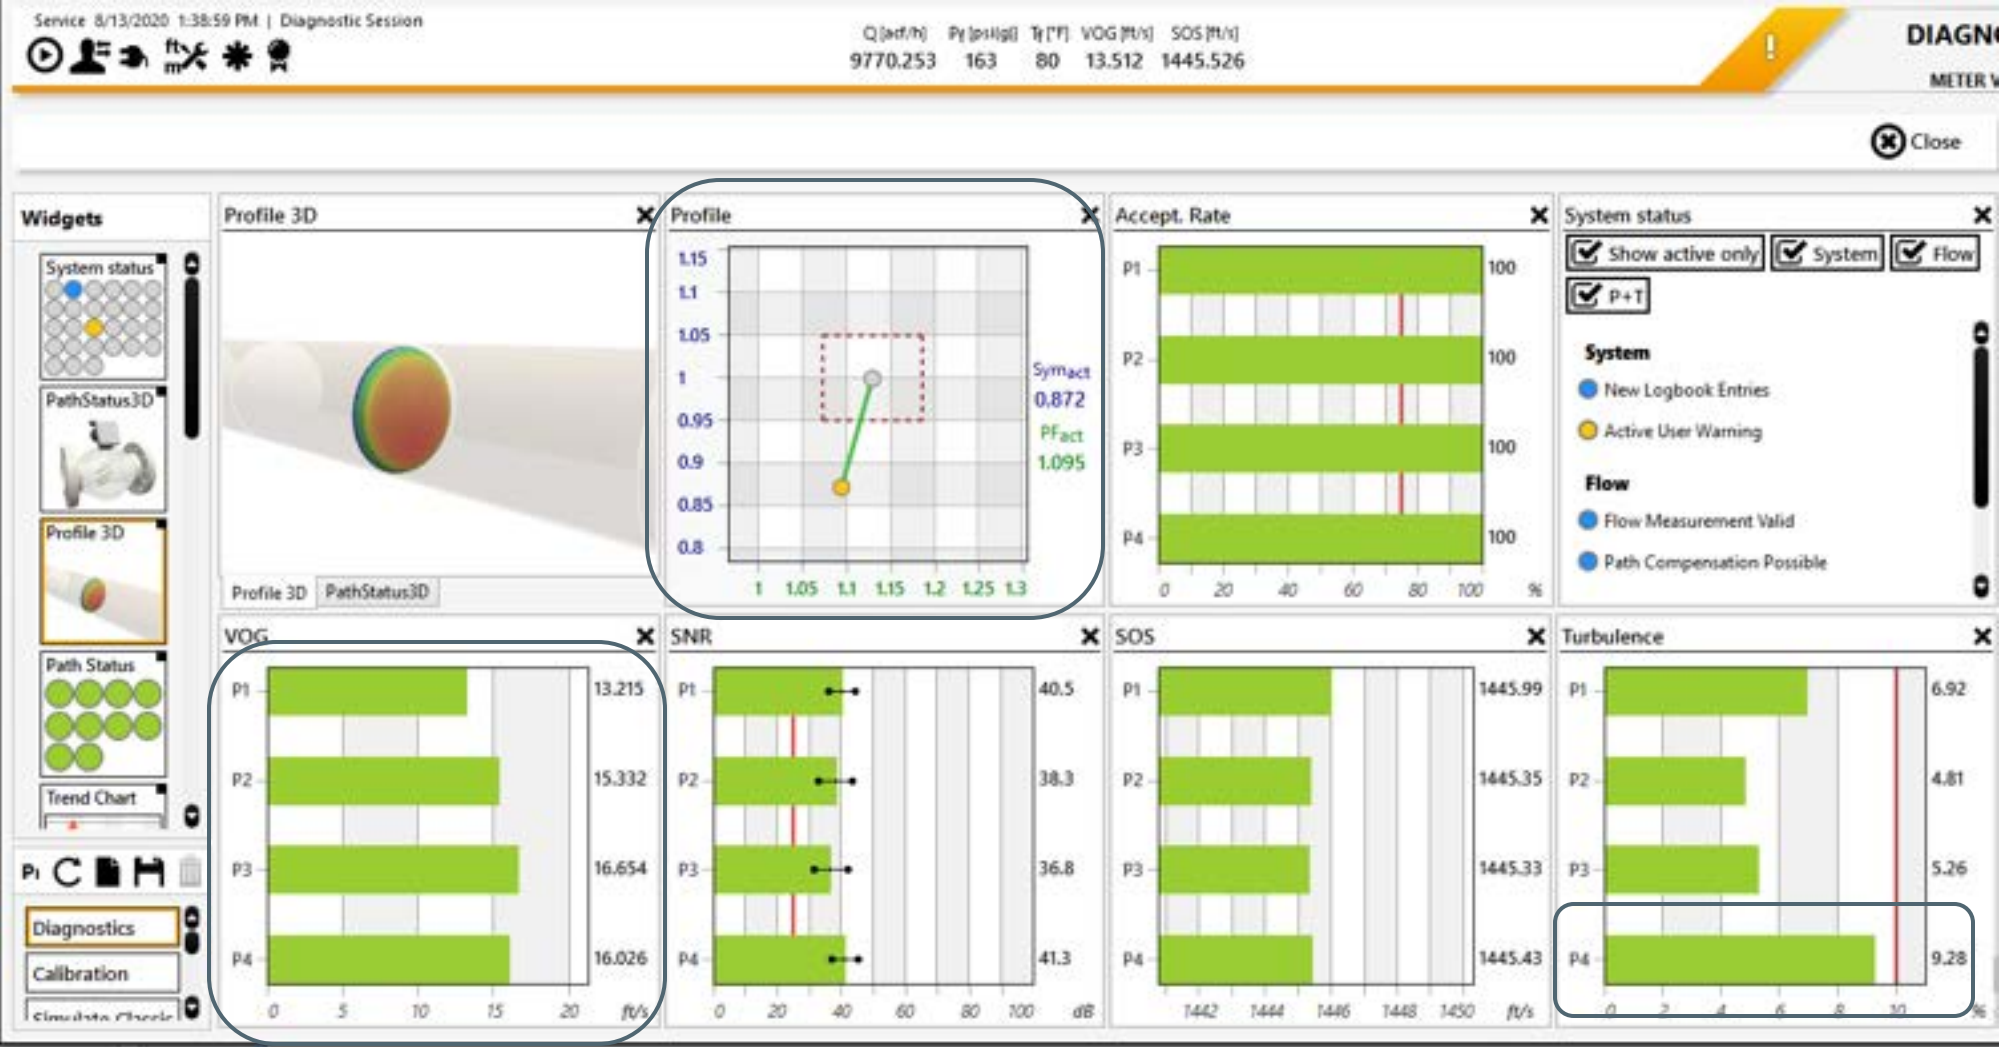 Service 8/13/2020 1:38:59 PM | Diagnostic Session
Q [acf/h] Pf [psi(g)] Tf [°F] VOG [ft/s] SOS [ft/s]
9770.253 163 80 13.512 1445.526
!
DIAGN
METER V
ft
m
Close
Widgets
System status
PathStatus3D
Profile 3D
Path Status
Trend Chart
Diagnostics
Calibration
Simulate Classic
Profile 3D
Profile 3D PathStatus3D
Profile
1.15
1.1
1.05
1
0.95
0.9
0.85
0.8
1 1.05 1.1 1.15 1.2 1.25 1.3
Symact
0.872
PFact
1.095
Accept. Rate
P1 100
P2 100
P3 100
P4 100
0 20 40 60 80 100 %
System status
Show active only System Flow
P+T
System
New Logbook Entries
Active User Warning
Flow
Flow Measurement Valid
Path Compensation Possible
VOG
P1 13.215
P2 15.332
P3 16.654
P4 16.026
0 5 10 15 20 ft/s
SNR
P1 40.5
P2 38.3
P3 36.8
P4 41.3
0 20 40 60 80 100 dB
SOS
P1 1445.99
P2 1445.35
P3 1445.33
P4 1445.43
1442 1444 1446 1448 1450 ft/s
Turbulence
P1 6.92
P2 4.81
P3 5.26
P4 9.28
0 2 4 6 8 10 %